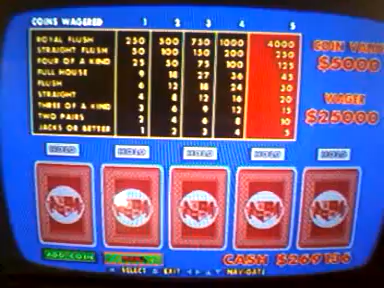 COINS WAGERED 1 2 3 4 5
ROYAL FLUSH 250 500 750 1000 4000
STRAIGHT FLUSH 50 100 150 200 250
FOUR OF A KIND 25 50 75 100 125
FULL HOUSE 9 18 27 36 45
FLUSH 6 12 18 24 30
STRAIGHT 4 8 12 16 20
THREE OF A KIND 3 6 9 12 15
TWO PAIRS 2 4 6 8 10
JACKS OR BETTER 1 2 3 4 5
COIN VALUE
$5000
WAGER
$25000
HOLD HOLD HOLD HOLD HOLD
ADD COIN
CASH $269136
SELECT EXIT NAVIGATE